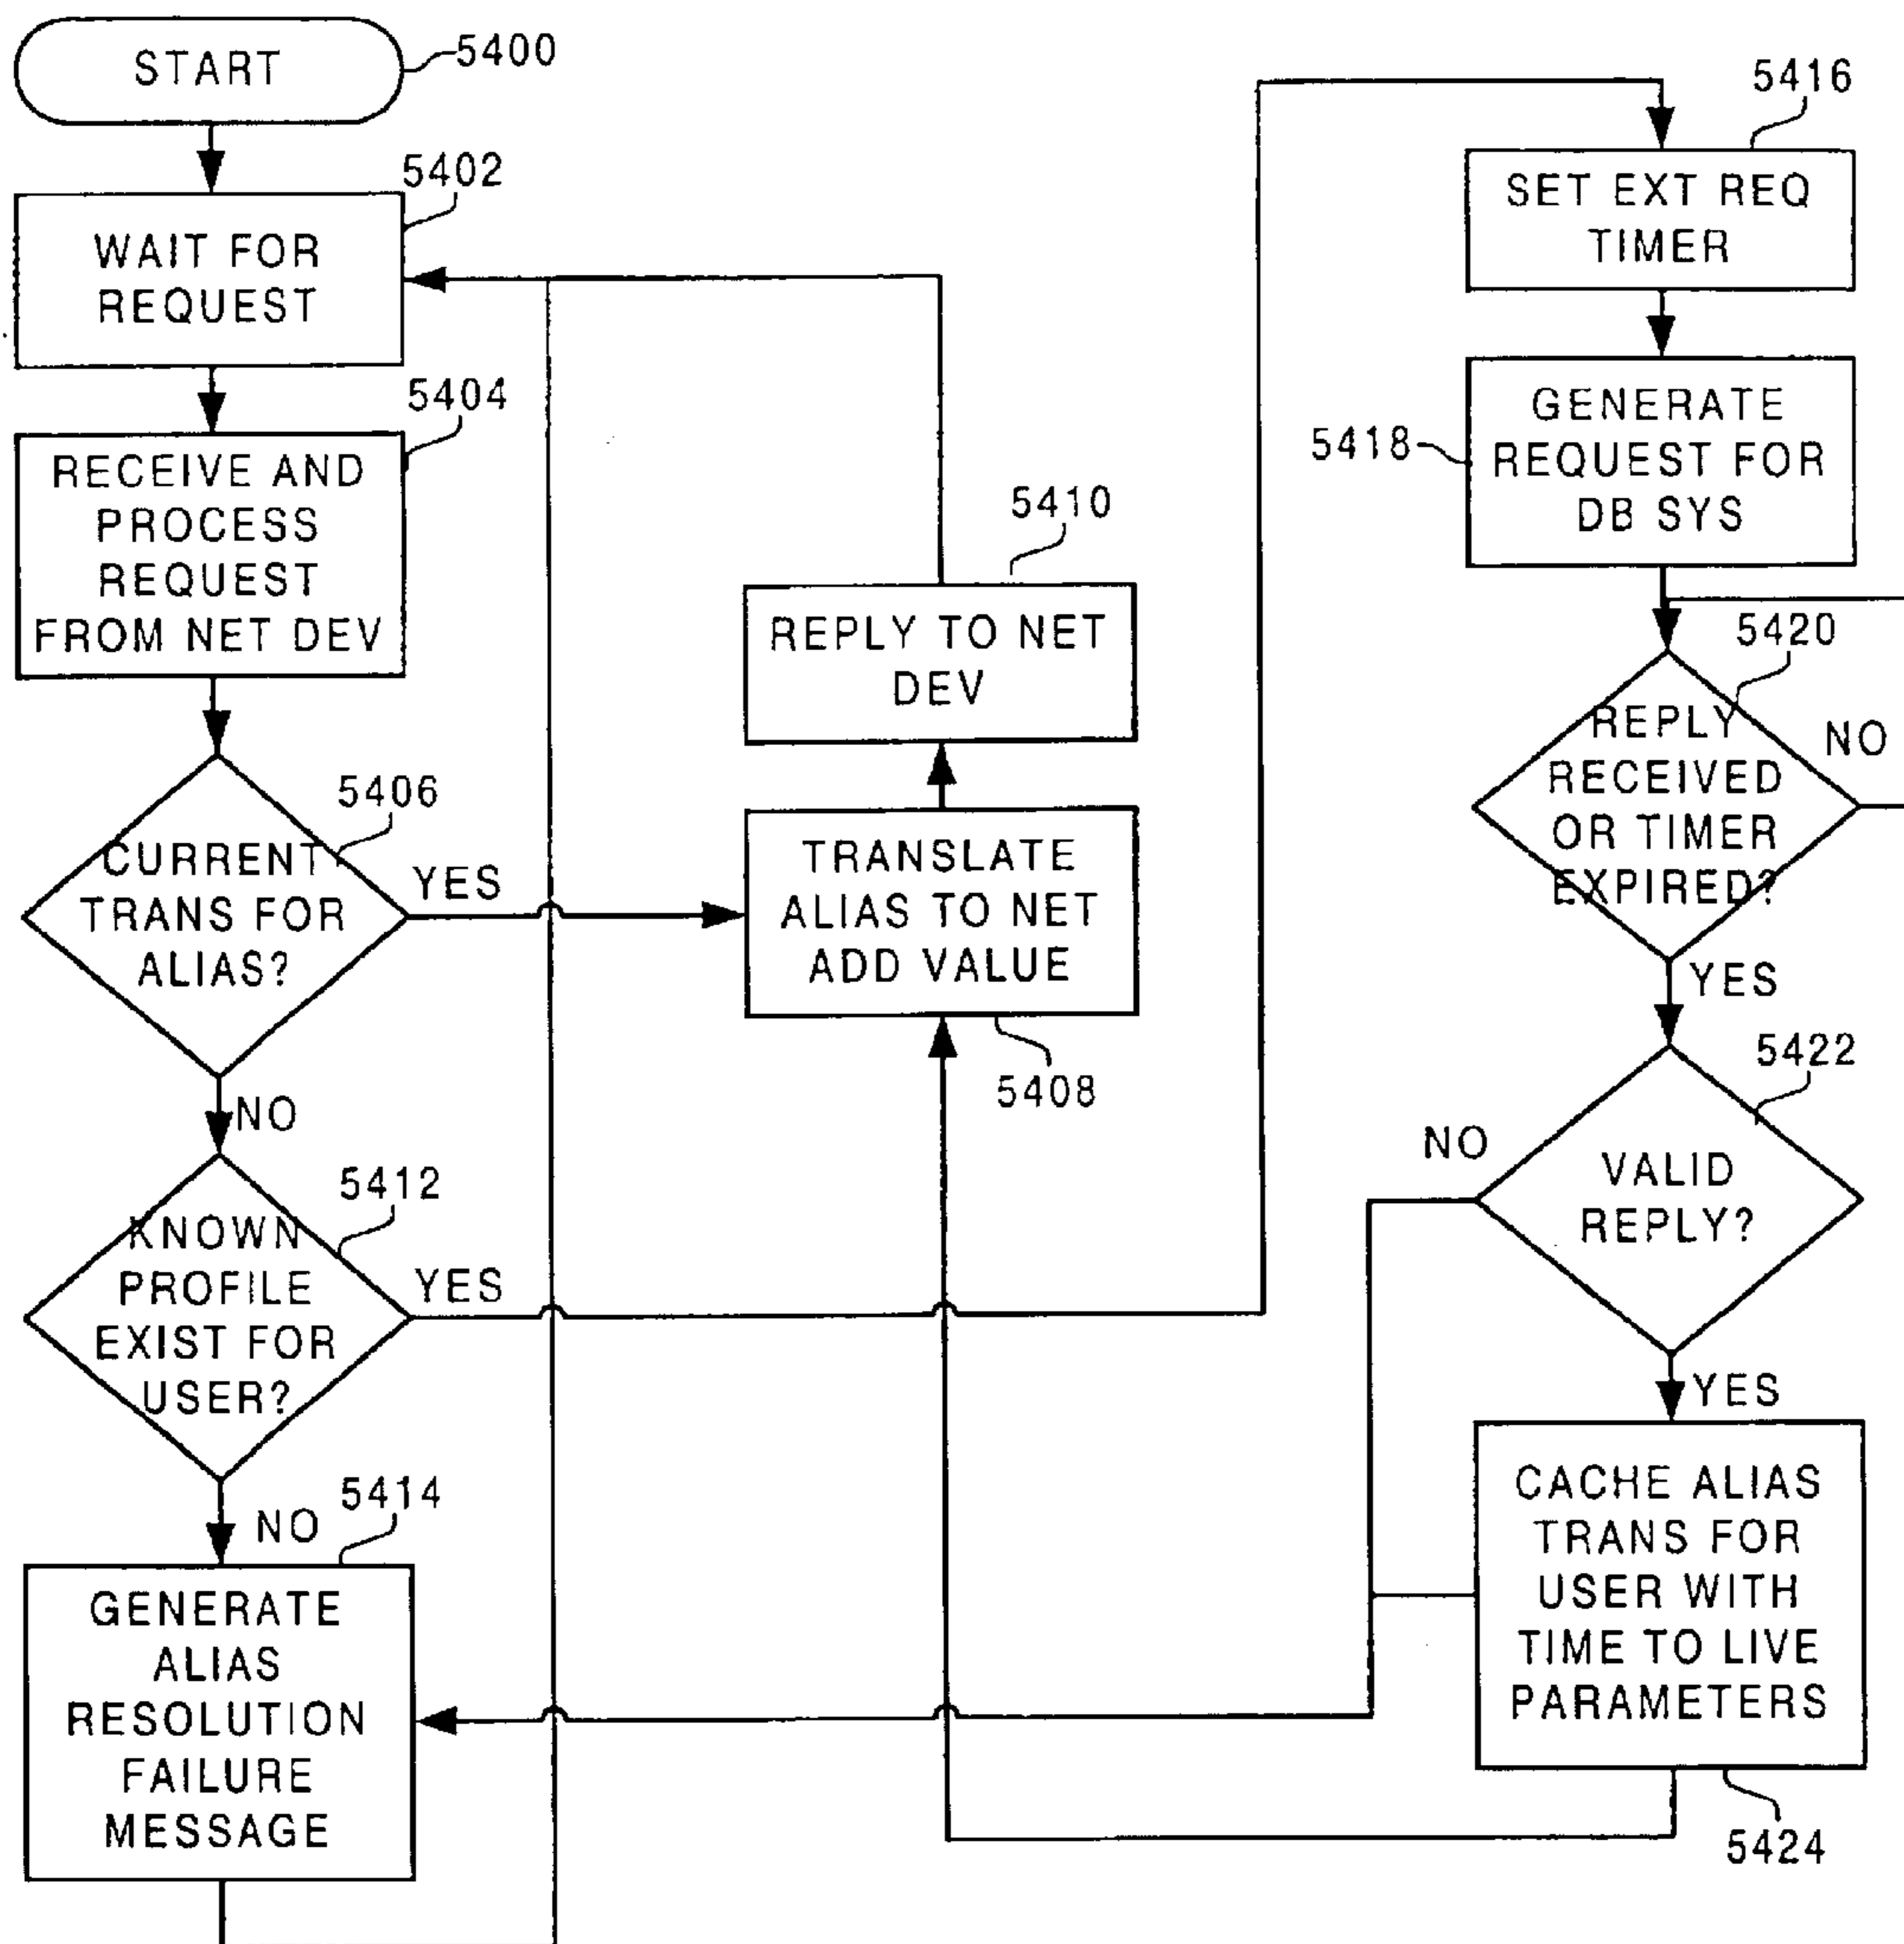 START
5400
5402
WAIT FOR
REQUEST
5404
RECEIVE AND
PROCESS
REQUEST
FROM NET DEV
5406
CURRENT
TRANS FOR
ALIAS?
YES
NO
5412
KNOWN
PROFILE
EXIST FOR
USER?
YES
NO
5414
GENERATE
ALIAS
RESOLUTION
FAILURE
MESSAGE
5410
REPLY TO NET
DEV
TRANSLATE
ALIAS TO NET
ADD VALUE
5408
5416
SET EXT REQ
TIMER
5418
GENERATE
REQUEST FOR
DB SYS
5420
REPLY
RECEIVED
OR TIMER
EXPIRED?
NO
YES
5422
VALID
REPLY?
NO
YES
CACHE ALIAS
TRANS FOR
USER WITH
TIME TO LIVE
PARAMETERS
5424